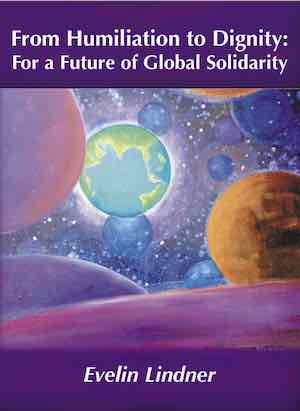 From Humiliation to Dignity:
For a Future of Global Solidarity
Evelin Lindner